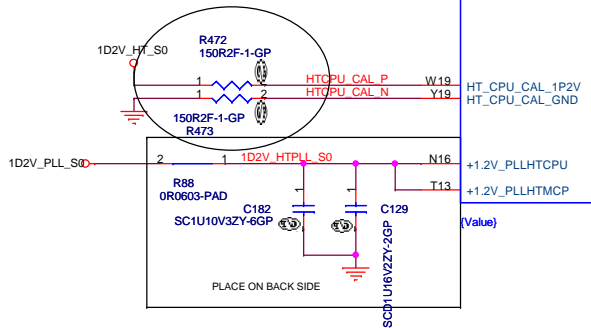 R472
1D2V_HT_S0
150R2F-1-GP
1 2 HTCPU_CAL_P W19 HT_CPU_CAL_1P2V
1 2 HTCPU_CAL_N Y19 HT_CPU_CAL_GND
150R2F-1-GP
R473
1D2V_PLL_S0 2 1 1D2V_HTPLL_S0 N16 +1.2V_PLLHTCPU
R88
0R0603-PAD
T13 +1.2V_PLLHTMCP
1 1
C182 C129
SC1U10V3ZY-6GP
SCD1U16V2ZY-2GP
{Value}
PLACE ON BACK SIDE